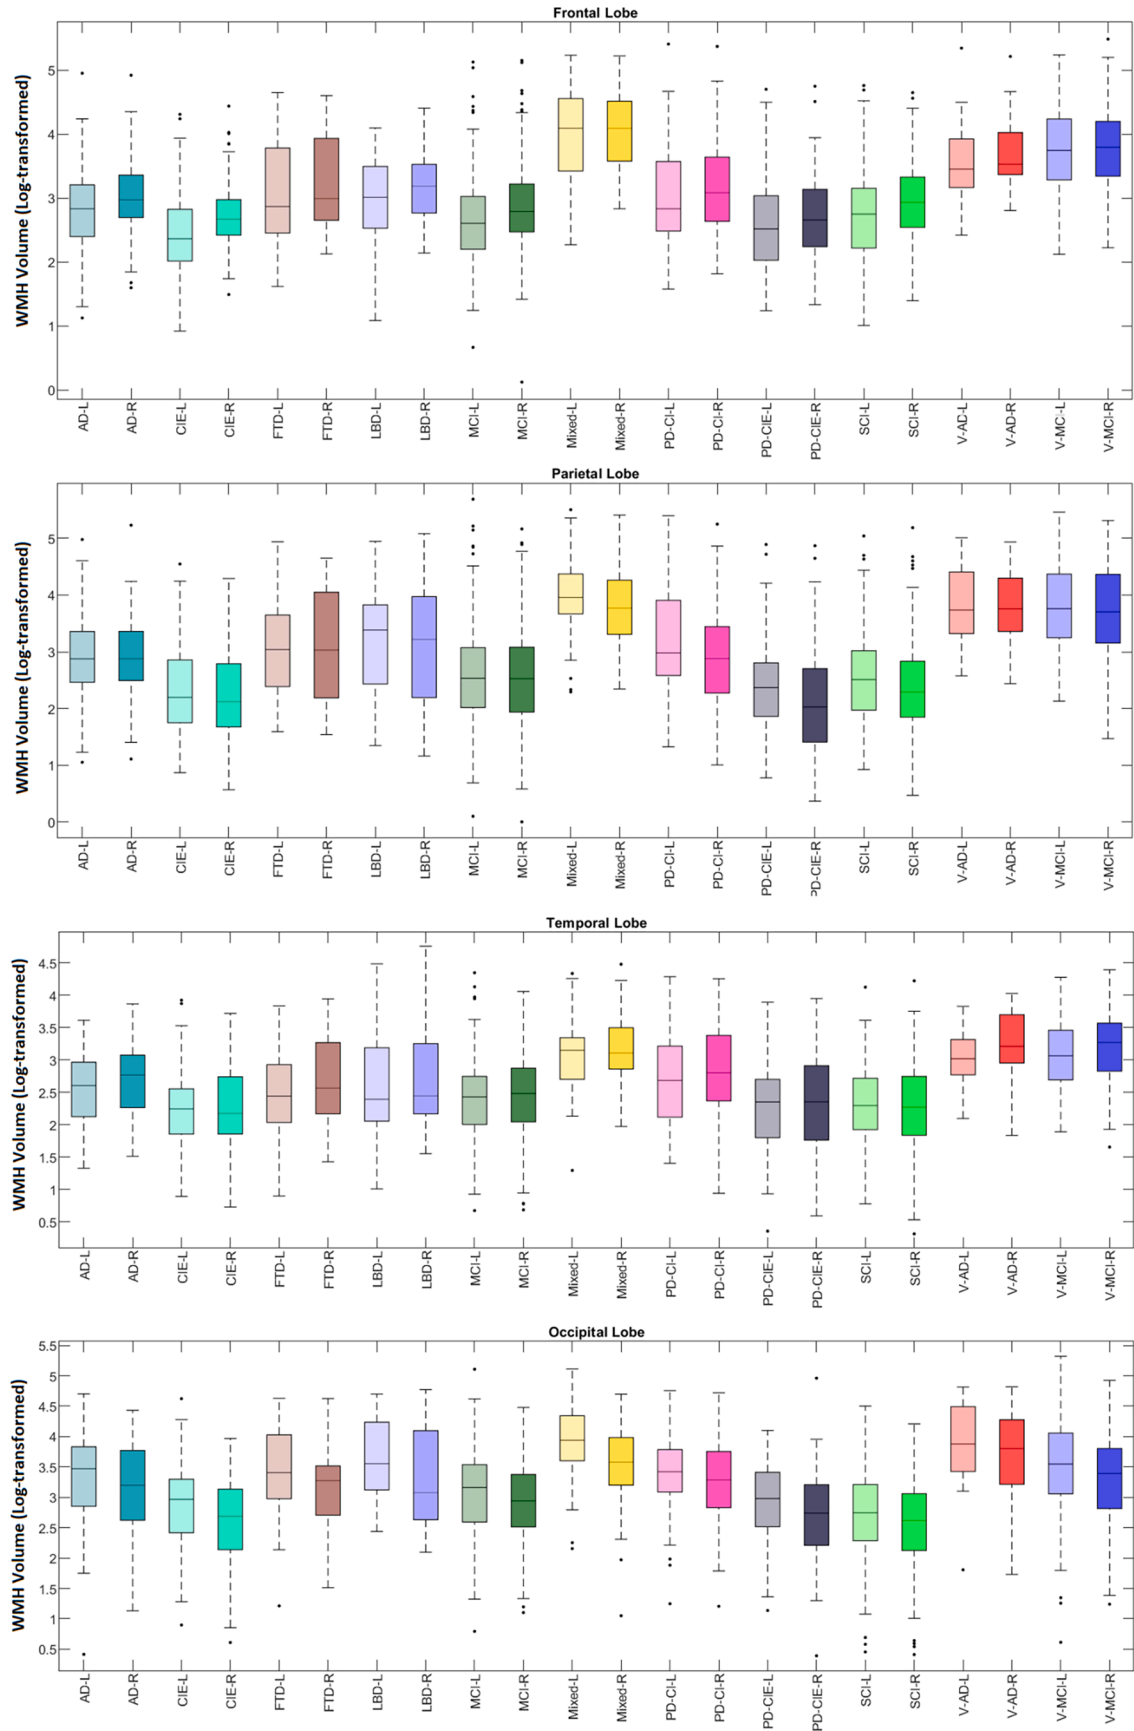 Frontal Lobe
WMH Volume (Log-transformed)
5
4
3
2
1
0
AD-L AD-R CIE-L CIE-R FTD-L FTD-R LBD-L LBD-R MCI-L MCI-R Mixed-L Mixed-R PD-CI-L PD-CI-R PD-CIE-L PD-CIE-R SCI-L SCI-R V-AD-L V-AD-R V-MCI-L V-MCI-R
Parietal Lobe
WMH Volume (Log-transformed)
5
4
3
2
1
0
AD-L AD-R CIE-L CIE-R FTD-L FTD-R LBD-L LBD-R MCI-L MCI-R Mixed-L Mixed-R PD-CI-L PD-CI-R PD-CIE-L PD-CIE-R SCI-L SCI-R V-AD-L V-AD-R V-MCI-L V-MCI-R
Temporal Lobe
WMH Volume (Log-transformed)
4.5
4
3.5
3
2.5
2
1.5
1
0.5
AD-L AD-R CIE-L CIE-R FTD-L FTD-R LBD-L LBD-R MCI-L MCI-R Mixed-L Mixed-R PD-CI-L PD-CI-R PD-CIE-L PD-CIE-R SCI-L SCI-R V-AD-L V-AD-R V-MCI-L V-MCI-R
Occipital Lobe
WMH Volume (Log-transformed)
5.5
5
4.5
4
3.5
3
2.5
2
1.5
1
0.5
AD-L AD-R CIE-L CIE-R FTD-L FTD-R LBD-L LBD-R MCI-L MCI-R Mixed-L Mixed-R PD-CI-L PD-CI-R PD-CIE-L PD-CIE-R SCI-L SCI-R V-AD-L V-AD-R V-MCI-L V-MCI-R